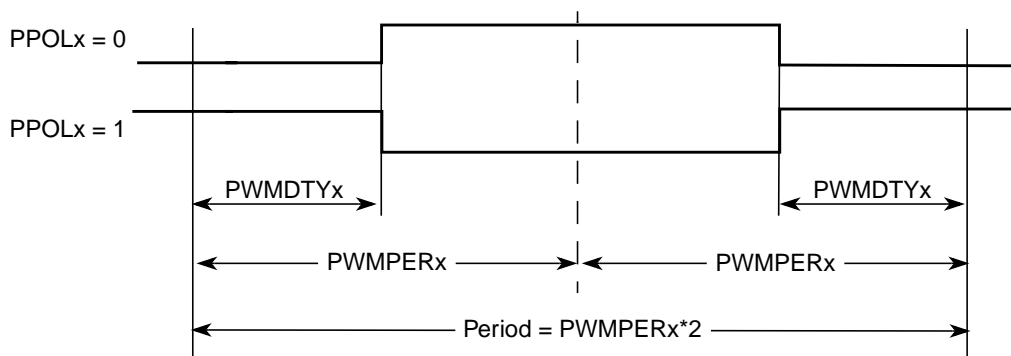 PPOLx = 0
PPOLx = 1
PWMDTYx
PWMDTYx
PWMPERx
PWMPERx
Period = PWMPERx*2